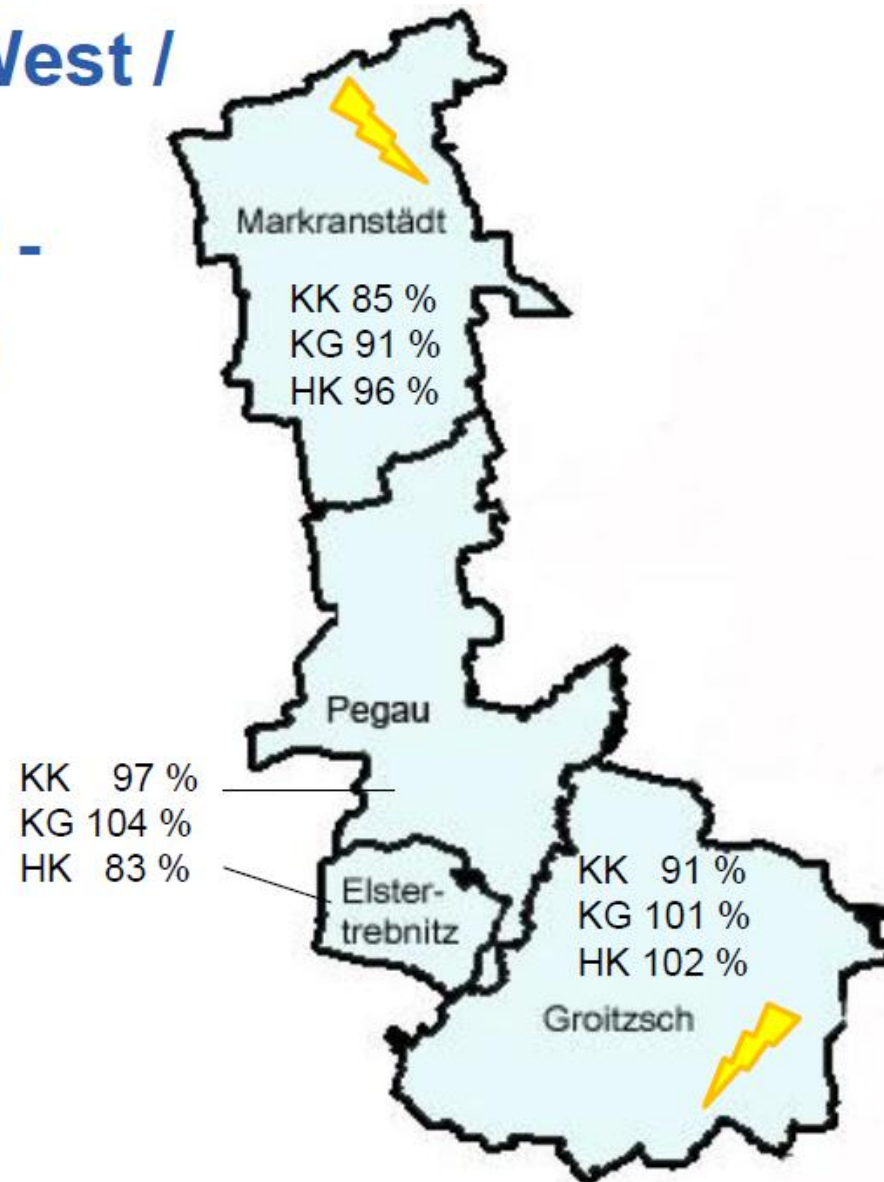 West /
-
Markranstädt
KK 85 %
KG 91 %
HK 96 %
Pegau
KK 97 %
KG 104 %
HK 83 %
Elster-
trebnitz
KK 91 %
KG 101 %
HK 102 %
Groitzsch